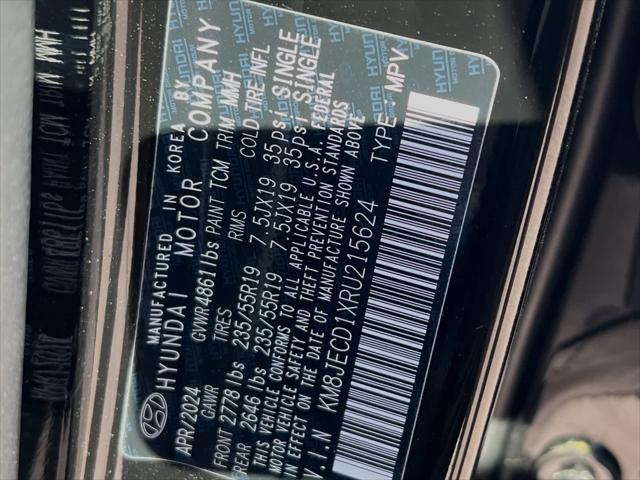 MANUFACTURED IN KOREA BY
HYUNDAI MOTOR COMPANY
APR/2024 GVWR 4861 lbs PAINT TCM TRIM MMH
GAWR TIRES RIMS COLD TIRE INFL
FRONT 2778 lbs 235/55R19 7.5JX19 35psi SINGLE
REAR 2646 lbs 235/55R19 7.5JX19 35psi SINGLE
THIS VEHICLE CONFORMS TO ALL APPLICABLE U.S.A. FEDERAL
MOTOR VEHICLE SAFETY AND THEFT PREVENTION STANDARDS
IN EFFECT ON THE DATE OF MANUFACTURE SHOWN ABOVE
V.I.N KM8JECD1XRU215624 TYPE: MPV